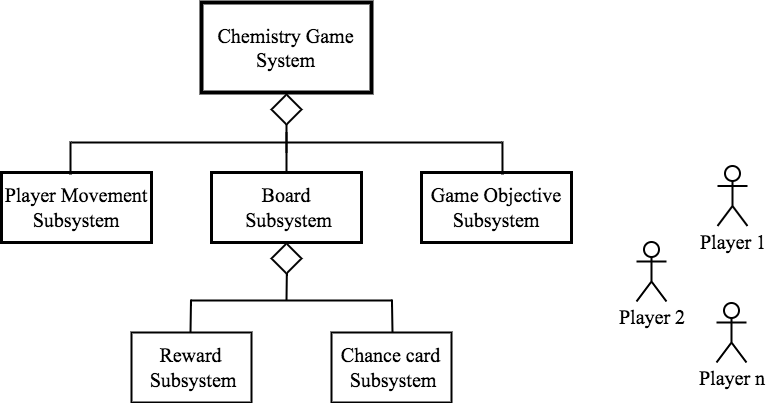 Chemistry Game
System
Player Movement
Subsystem
Board
Subsystem
Game Objective
Subsystem
Player 1
Player 2
Reward
Subsystem
Chance card
Subsystem
Player n